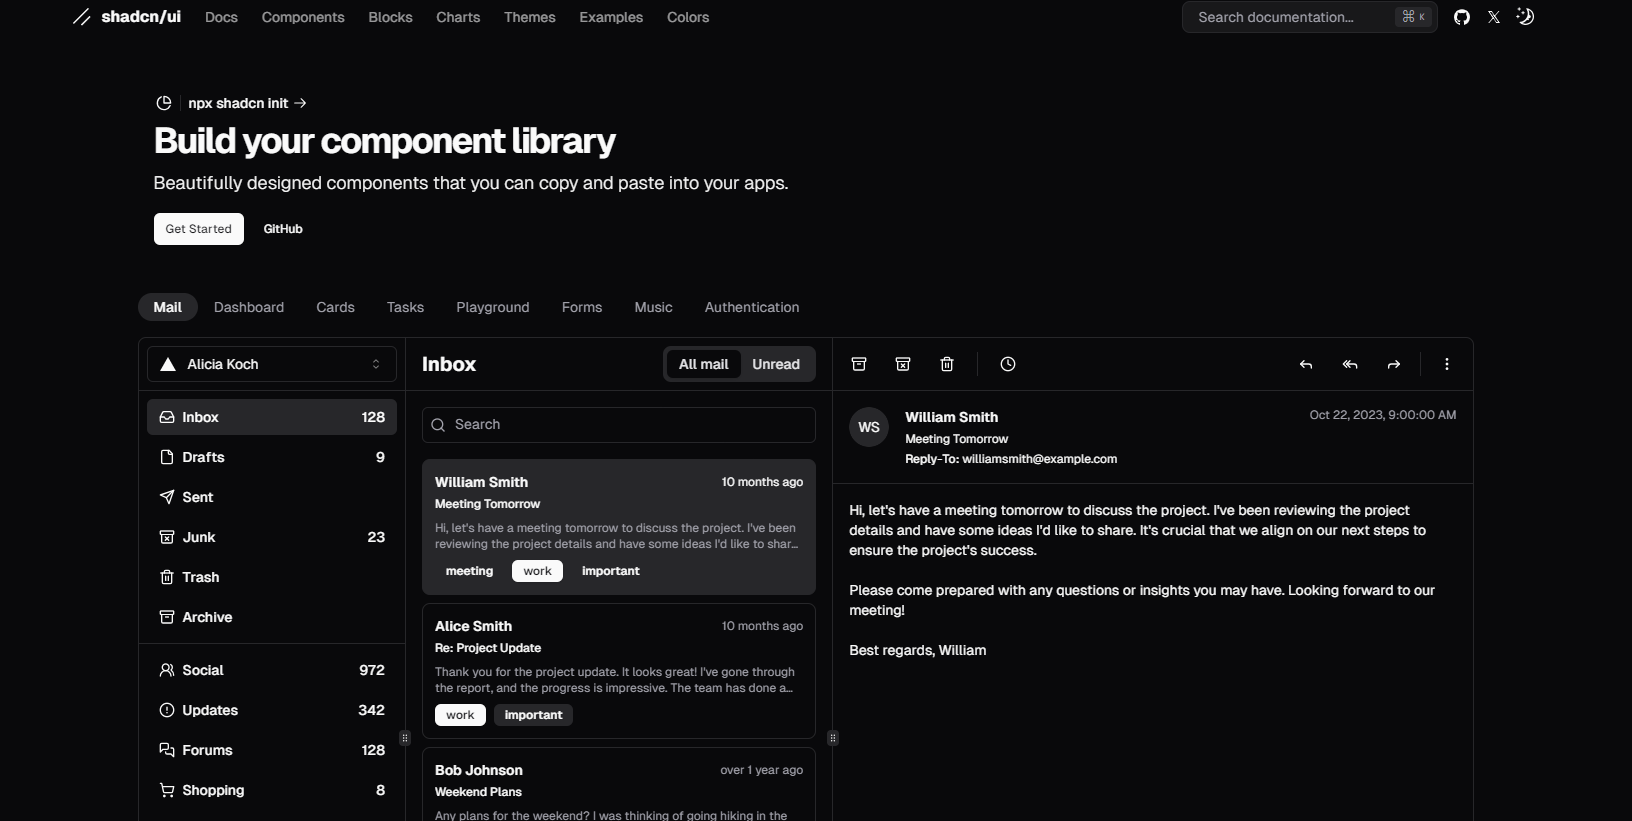 shadcn/ui Docs Components Blocks Charts Themes Examples Colors
Search documentation... ⌘ K
npx shadcn init →
Build your component library
Beautifully designed components that you can copy and paste into your apps.
Get Started GitHub
Mail Dashboard Cards Tasks Playground Forms Music Authentication
Alicia Koch
Inbox 128
Drafts 9
Sent
Junk 23
Trash
Archive
Social 972
Updates 342
Forums 128
Shopping 8
Inbox
All mail Unread
Search
William Smith 10 months ago
Meeting Tomorrow
Hi, let's have a meeting tomorrow to discuss the project. I've been
reviewing the project details and have some ideas I'd like to shar...
meeting work important
Alice Smith 10 months ago
Re: Project Update
Thank you for the project update. It looks great! I've gone through
the report, and the progress is impressive. The team has done a...
work important
Bob Johnson over 1 year ago
Weekend Plans
Any plans for the weekend? I was thinking of going hiking in the
WS
William Smith Oct 22, 2023, 9:00:00 AM
Meeting Tomorrow
Reply-To: williamsmith@example.com
Hi, let's have a meeting tomorrow to discuss the project. I've been reviewing the project
details and have some ideas I'd like to share. It's crucial that we align on our next steps to
ensure the project's success.
Please come prepared with any questions or insights you may have. Looking forward to our
meeting!
Best regards, William